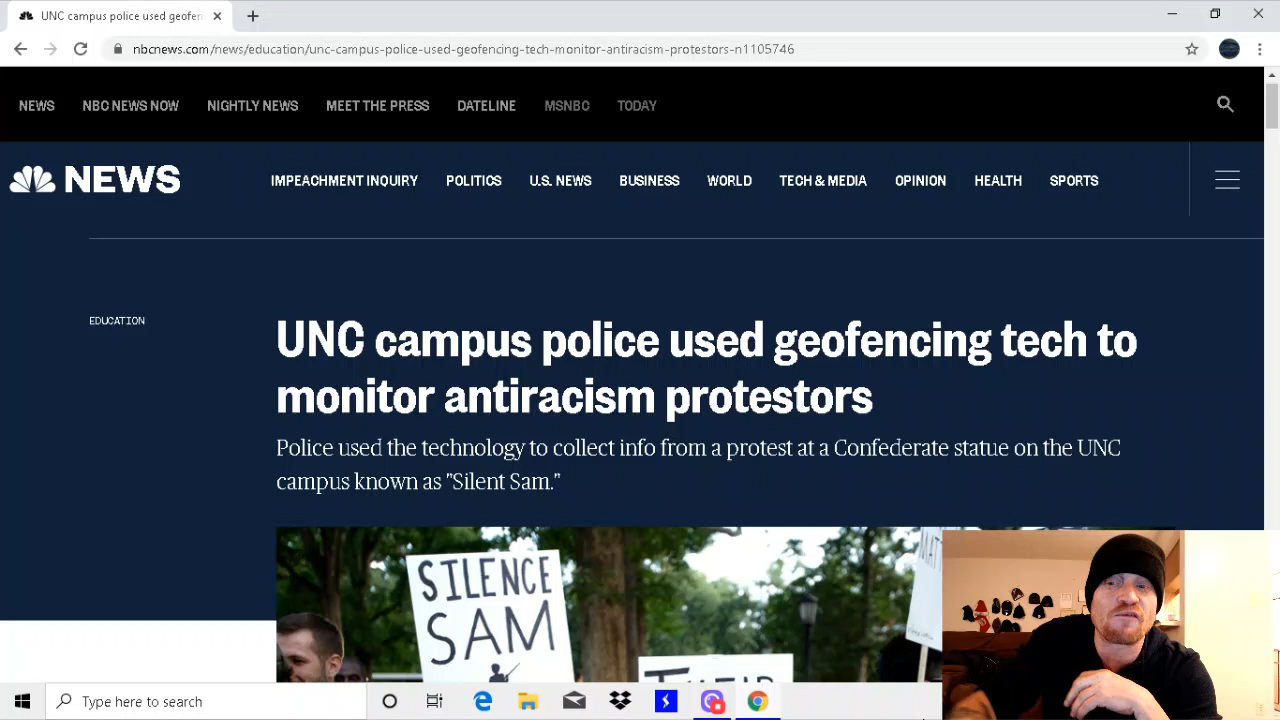 UNC campus police used geofen
nbcnews.com/news/education/unc-campus-police-used-geofencing-tech-monitor-antiracism-protestors-n1105746
NEWS NBC NEWS NOW NIGHTLY NEWS MEET THE PRESS DATELINE MSNBC TODAY
NEWS IMPEACHMENT INQUIRY POLITICS U.S. NEWS BUSINESS WORLD TECH & MEDIA OPINION HEALTH SPORTS
EDUCATION
UNC campus police used geofencing tech to
monitor antiracism protestors
Police used the technology to collect info from a protest at a Confederate statue on the UNC
campus known as "Silent Sam."
SILENCE
SAM
Type here to search